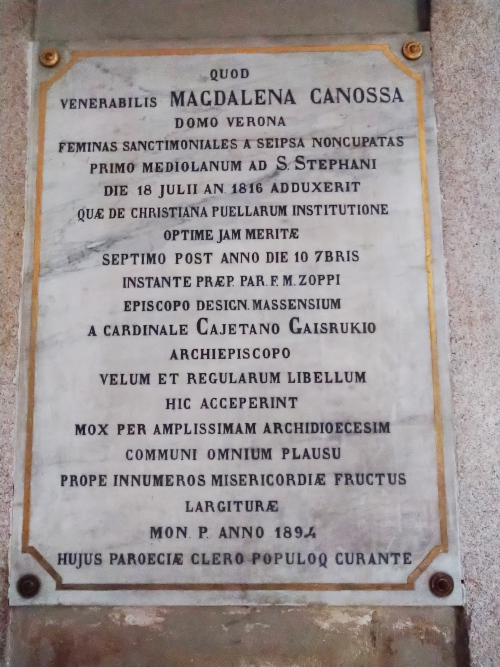 QUOD
VENERABILIS MAGDALENA CANOSSA
DOMO VERONA
FEMINAS SANCTIMONIALES A SEIPSA NONCUPATAS
PRIMO MEDIOLANUM AD S. STEPHANI
DIE 18 JULII AN. 1816 ADDUXERIT
QUÆ DE CHRISTIANA PUELLARUM INSTITUTIONE
OPTIME JAM MERITÆ
SEPTIMO POST ANNO DIE 10 7BRIS
INSTANTE PRÆP. PAR. F. M. ZOPPI
EPISCOPO DESIGN. MASSENSIUM
A CARDINALE CAJETANO GAISRUKIO
ARCHIEPISCOPO
VELUM ET REGULARUM LIBELLUM
HIC ACCEPERINT
MOX PER AMPLISSIMAM ARCHIDIOECESIM
COMMUNI OMNIUM PLAUSU
PROPE INNUMEROS MISERICORDIÆ FRUCTUS
LARGITURÆ
MON. P. ANNO 1894
HUJUS PAROECIÆ CLERO POPULOQ CURANTE